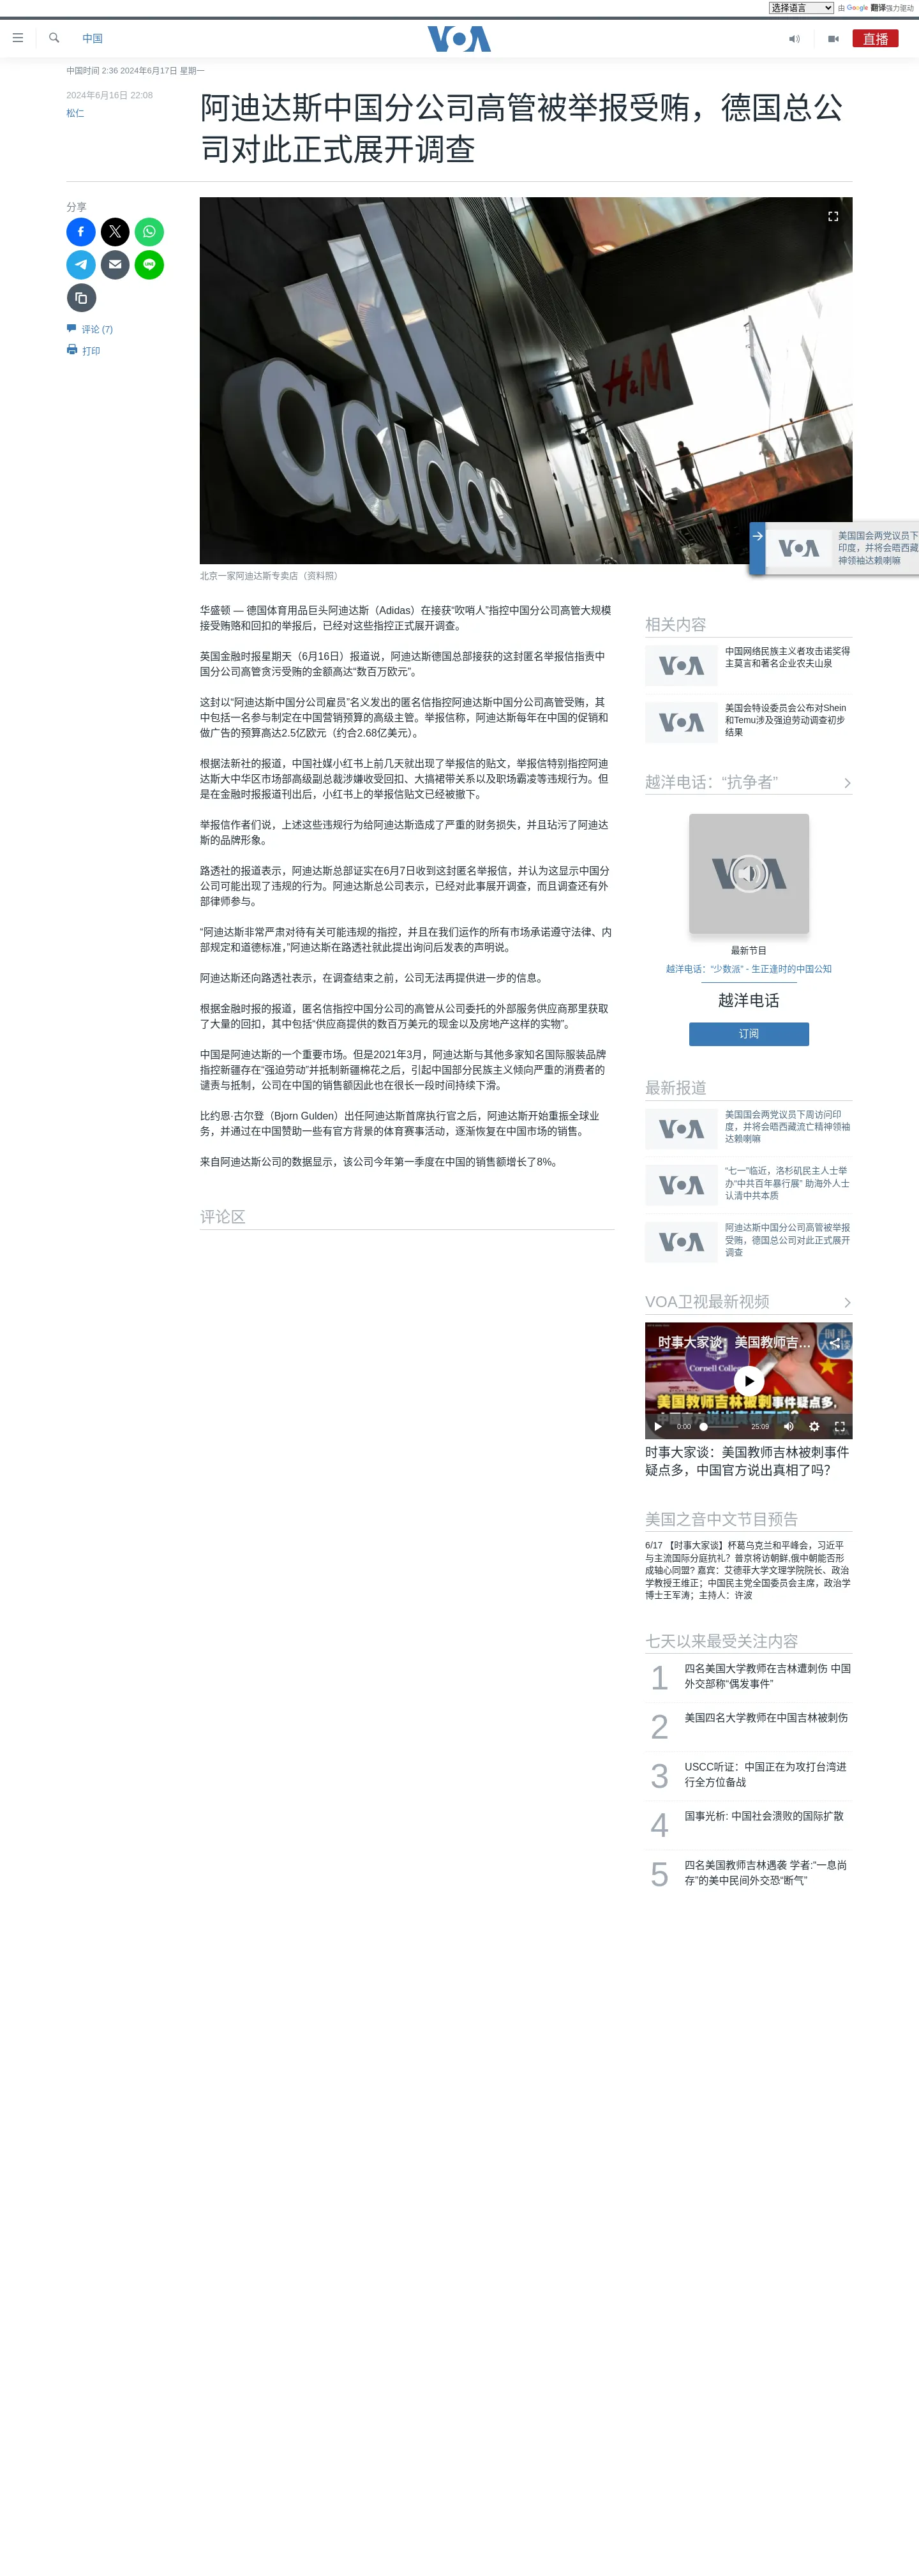 选择语言 由 Google 翻译强力驱动
中国
VOA
直播
中国时间 2:36 2024年6月17日 星期一
2024年6月16日 22:08
松仁
阿迪达斯中国分公司高管被举报受贿，德国总公
司对此正式展开调查
分享
评论 (7)
打印
adidas
H&M
北京一家阿迪达斯专卖店（资料照）
美国国会两党议员下
印度，并将会晤西藏
神领袖达赖喇嘛
华盛顿 — 德国体育用品巨头阿迪达斯（Adidas）在接获“吹哨人”指控中国分公司高管大规模
接受贿赂和回扣的举报后，已经对这些指控正式展开调查。
英国金融时报星期天（6月16日）报道说，阿迪达斯德国总部接获的这封匿名举报信指责中
国分公司高管贪污受贿的金额高达“数百万欧元”。
这封以“阿迪达斯中国分公司雇员”名义发出的匿名信指控阿迪达斯中国分公司高管受贿，其
中包括一名参与制定在中国营销预算的高级主管。举报信称，阿迪达斯每年在中国的促销和
做广告的预算高达2.5亿欧元（约合2.68亿美元）。
根据法新社的报道，中国社媒小红书上前几天就出现了举报信的贴文，举报信特别指控阿迪
达斯大中华区市场部高级副总裁涉嫌收受回扣、大搞裙带关系以及职场霸凌等违规行为。但
是在金融时报报道刊出后，小红书上的举报信贴文已经被撤下。
举报信作者们说，上述这些违规行为给阿迪达斯造成了严重的财务损失，并且玷污了阿迪达
斯的品牌形象。
路透社的报道表示，阿迪达斯总部证实在6月7日收到这封匿名举报信，并认为这显示中国分
公司可能出现了违规的行为。阿迪达斯总公司表示，已经对此事展开调查，而且调查还有外
部律师参与。
“阿迪达斯非常严肃对待有关可能违规的指控，并且在我们运作的所有市场承诺遵守法律、内
部规定和道德标准，”阿迪达斯在路透社就此提出询问后发表的声明说。
阿迪达斯还向路透社表示，在调查结束之前，公司无法再提供进一步的信息。
根据金融时报的报道，匿名信指控中国分公司的高管从公司委托的外部服务供应商那里获取
了大量的回扣，其中包括“供应商提供的数百万美元的现金以及房地产这样的实物”。
中国是阿迪达斯的一个重要市场。但是2021年3月，阿迪达斯与其他多家知名国际服装品牌
指控新疆存在“强迫劳动”并抵制新疆棉花之后，引起中国部分民族主义倾向严重的消费者的
谴责与抵制，公司在中国的销售额因此也在很长一段时间持续下滑。
比约恩·古尔登（Bjorn Gulden）出任阿迪达斯首席执行官之后，阿迪达斯开始重振全球业
务，并通过在中国赞助一些有官方背景的体育赛事活动，逐渐恢复在中国市场的销售。
来自阿迪达斯公司的数据显示，该公司今年第一季度在中国的销售额增长了8%。
评论区
相关内容
中国网络民族主义者攻击诺奖得
主莫言和著名企业农夫山泉
美国会特设委员会公布对Shein
和Temu涉及强迫劳动调查初步
结果
越洋电话：“抗争者”
最新节目
越洋电话：“少数派” - 生正逢时的中国公知
越洋电话
订阅
最新报道
美国国会两党议员下周访问印
度，并将会晤西藏流亡精神领袖
达赖喇嘛
“七一”临近，洛杉矶民主人士举
办“中共百年暴行展” 助海外人士
认清中共本质
阿迪达斯中国分公司高管被举报
受贿，德国总公司对此正式展开
调查
VOA卫视最新视频
时事大家谈：美国教师吉...
Cornell College
美国教师吉林被刺事件疑点多，
0:00 25:09
时事大家谈：美国教师吉林被刺事件
疑点多，中国官方说出真相了吗？
美国之音中文节目预告
6/17 【时事大家谈】杯葛乌克兰和平峰会，习近平
与主流国际分庭抗礼？普京将访朝鲜,俄中朝能否形
成轴心同盟? 嘉宾：艾德菲大学文理学院院长、政治
学教授王维正；中国民主党全国委员会主席，政治学
博士王军涛；主持人：许波
七天以来最受关注内容
1 四名美国大学教师在吉林遭刺伤 中国
外交部称“偶发事件”
2 美国四名大学教师在中国吉林被刺伤
3 USCC听证：中国正在为攻打台湾进
行全方位备战
4 国事光析: 中国社会溃败的国际扩散
5 四名美国教师吉林遇袭 学者:“一息尚
存”的美中民间外交恐“断气”